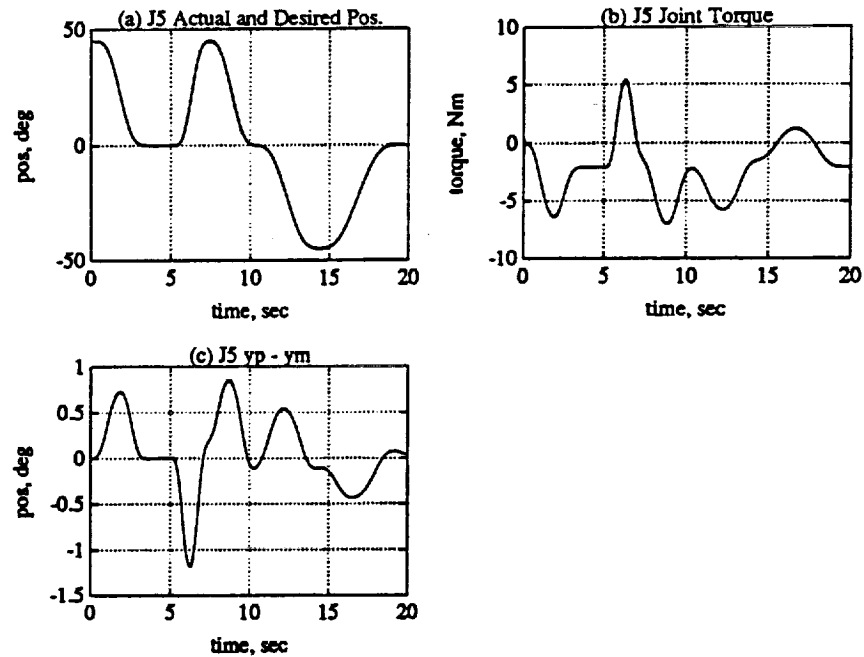 (a) J5 Actual and Desired Pos.
50
0
-50
pos, deg
0 5 10 15 20
time, sec
(b) J5 Joint Torque
10
5
0
-5
-10
torque, Nm
0 5 10 15 20
time, sec
(c) J5 yp - ym
1
0.5
0
-0.5
-1
-1.5
pos, deg
0 5 10 15 20
time, sec